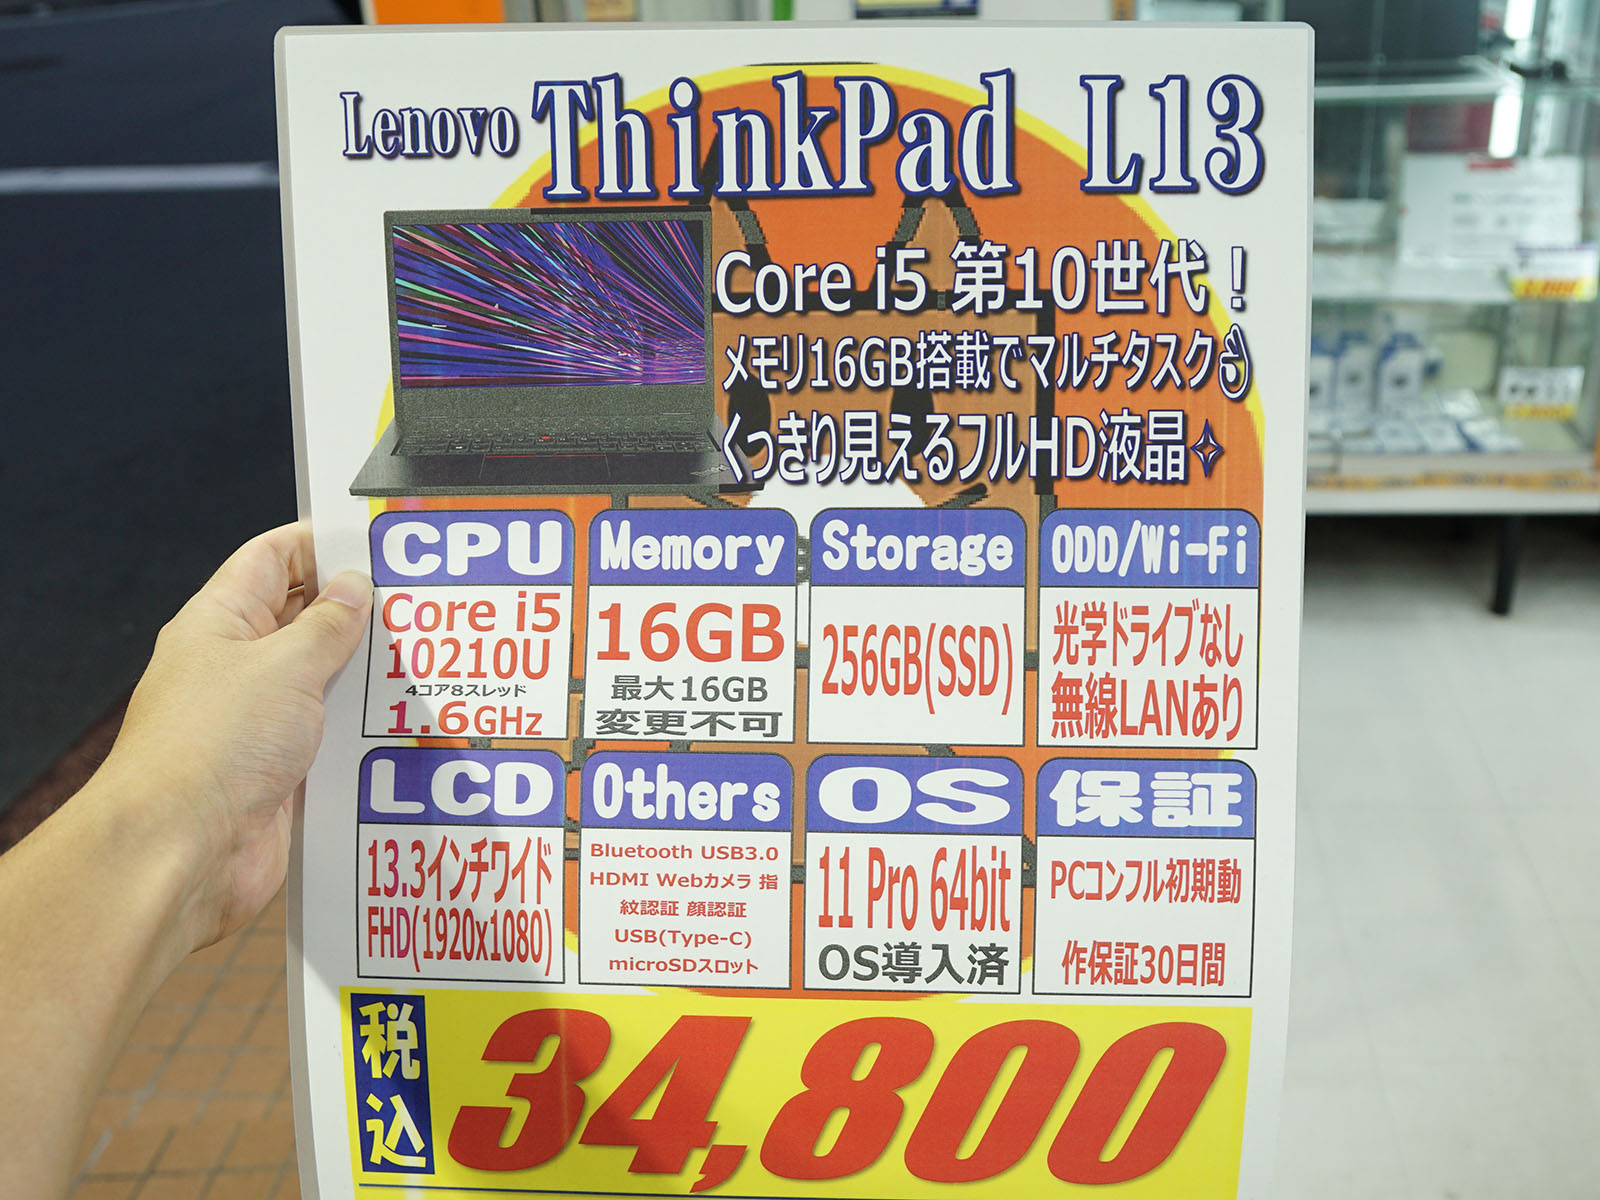 Lenovo ThinkPad L13
Core i5 第10世代！
メモリ16GB搭載でマルチタスク👌
くっきり見えるフルHD液晶✧
CPU
Core i5
10210U
4コア8スレッド
1.6GHz
Memory
16GB
最大16GB
変更不可
Storage
256GB(SSD)
ODD/Wi-Fi
光学ドライブなし
無線LANあり
LCD
13.3インチワイド
FHD(1920x1080)
Others
Bluetooth USB3.0
HDMI Webカメラ 指
紋認証 顔認証
USB(Type-C)
microSDスロット
OS
11 Pro 64bit
OS導入済
保証
PCコンフル初期動
作保証30日間
税込
34,800